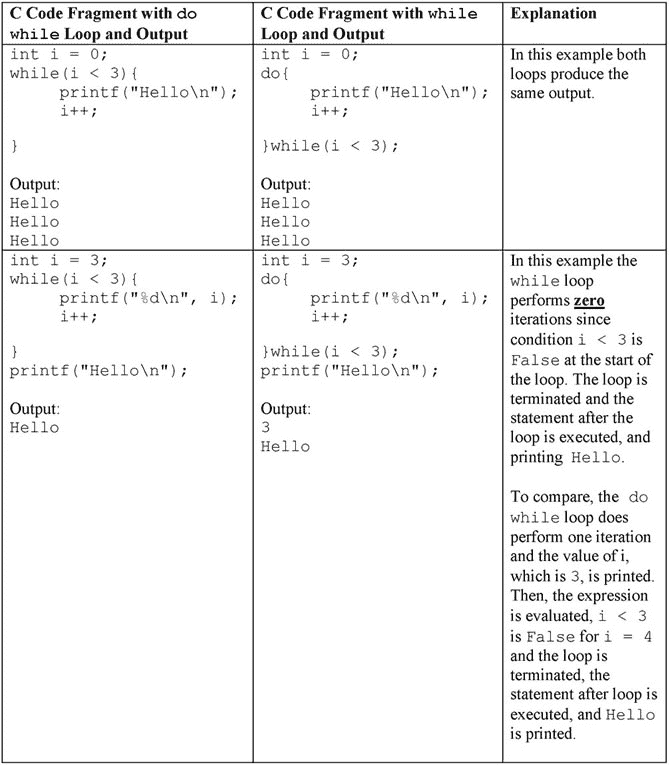 C Code Fragment with do
while Loop and Output
C Code Fragment with while
Loop and Output
Explanation
int i = 0;
while(i < 3){
printf("Hello\n");
i++;
}
Output:
Hello
Hello
Hello
int i = 0;
do{
printf("Hello\n");
i++;
}while(i < 3);
Output:
Hello
Hello
Hello
In this example both
loops produce the
same output.
int i = 3;
while(i < 3){
printf("%d\n", i);
i++;
}
printf("Hello\n");
Output:
Hello
int i = 3;
do{
printf("%d\n", i);
i++;
}while(i < 3);
printf("Hello\n");
Output:
3
Hello
In this example the
while loop
performs zero
iterations since
condition i < 3 is
False at the start of
the loop. The loop is
terminated and the
statement after the
loop is executed, and
printing Hello.
To compare, the do
while loop does
perform one iteration
and the value of i,
which is 3, is printed.
Then, the expression
is evaluated, i < 3
is False for i = 4
and the loop is
terminated, the
statement after loop is
executed, and Hello
is printed.